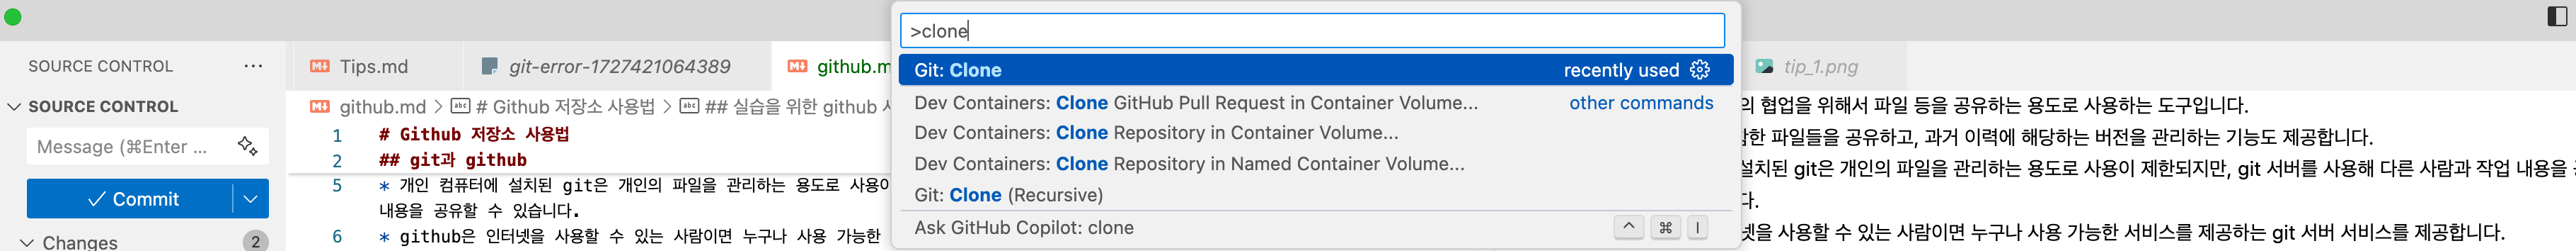 >clone
Git: Clone
recently used
Dev Containers: Clone GitHub Pull Request in Container Volume...
other commands
Dev Containers: Clone Repository in Container Volume...
Dev Containers: Clone Repository in Named Container Volume...
Git: Clone (Recursive)
Ask GitHub Copilot: clone
^ ⌘ I
SOURCE CONTROL ...
SOURCE CONTROL
Message (⌘Enter ...
Commit
Changes 2
Tips.md
git-error-1727421064389
github.m
tip_1.png
github.md > # Github 저장소 사용법 > ## 실습을 위한 github
1 # Github 저장소 사용법
2 ## git과 github
5 * 개인 컴퓨터에 설치된 git은 개인의 파일을 관리하는 용도로 사용이
내용을 공유할 수 있습니다.
6 * github은 인터넷을 사용할 수 있는 사람이면 누구나 사용 가능한
의 협업을 위해서 파일 등을 공유하는 용도로 사용하는 도구입니다.
한 파일들을 공유하고, 과거 이력에 해당하는 버전을 관리하는 기능도 제공합니다.
설치된 git은 개인의 파일을 관리하는 용도로 사용이 제한되지만, git 서버를 사용해 다른 사람과 작업 내용을
다.
넷을 사용할 수 있는 사람이면 누구나 사용 가능한 서비스를 제공하는 git 서버 서비스를 제공합니다.